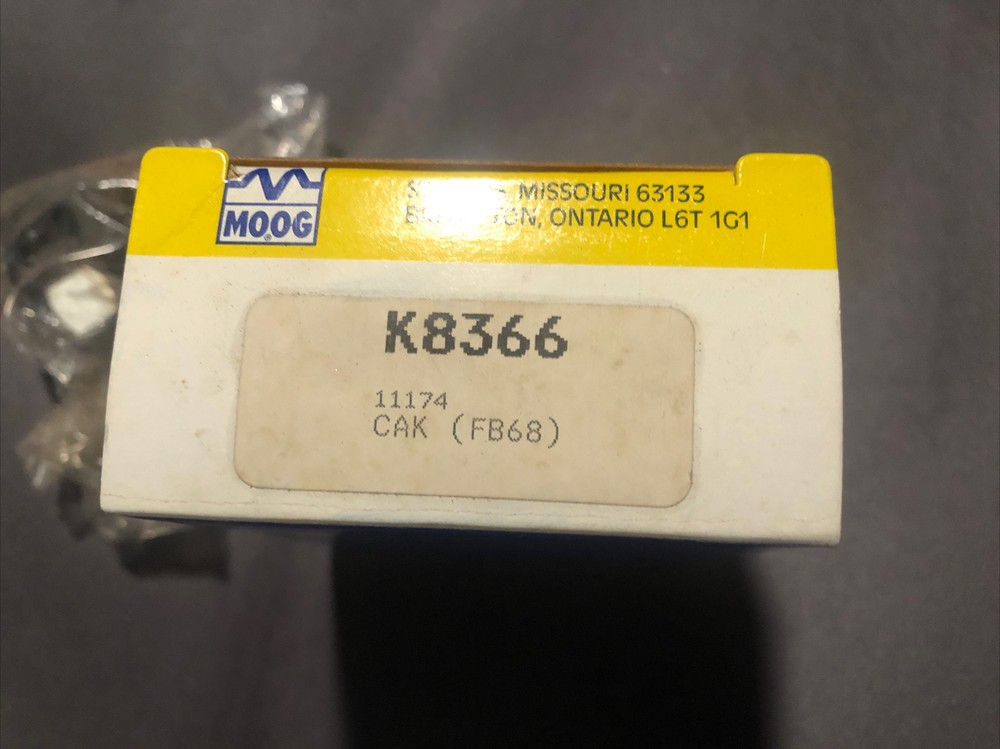 MOOG
MISSOURI 63133
ONTARIO L6T 1G1
K8366
11174
CAK (FB68)